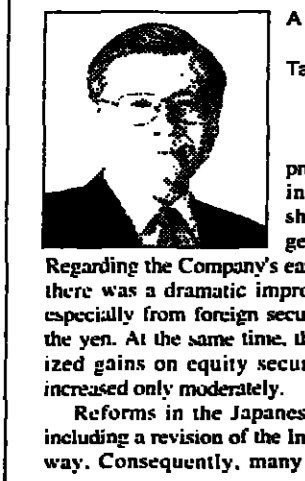 A
Ta
pr
in
sh
ge
Regarding the Company's ear
there was a dramatic impro
especially from foreign secu
the yen. At the same time, th
ized gains on equity secur
increased only moderately.
Reforms in the Japanes
including a revision of the In
way. Consequently, many